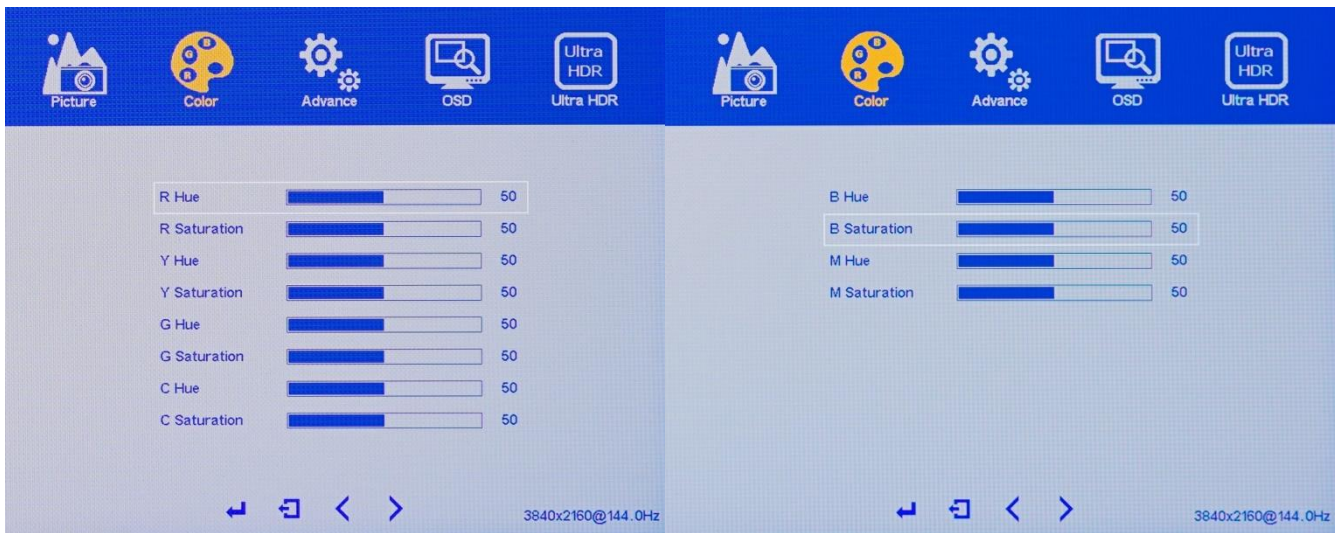 Ultra
HDR
Picture
Color
Advance
OSD
Ultra HDR
B
G
R
R Hue 50
R Saturation 50
Y Hue 50
Y Saturation 50
G Hue 50
G Saturation 50
C Hue 50
C Saturation 50
3840x2160@144.0Hz
Ultra
HDR
Picture
Color
Advance
OSD
Ultra HDR
B
G
R
B Hue 50
B Saturation 50
M Hue 50
M Saturation 50
3840x2160@144.0Hz